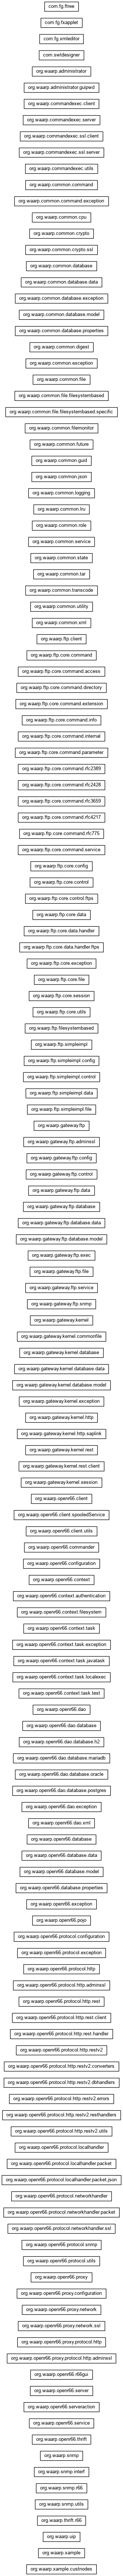 com.fg.ftree
com.fg.fxapplet
com.fg.xmleditor
com.swtdesigner
org.waarp.administrator
org.waarp.administrator.guipwd
org.waarp.commandexec.client
org.waarp.commandexec.server
org.waarp.commandexec.ssl.client
org.waarp.commandexec.ssl.server
org.waarp.commandexec.utils
org.waarp.common.command
org.waarp.common.command.exception
org.waarp.common.cpu
org.waarp.common.crypto
org.waarp.common.crypto.ssl
org.waarp.common.database
org.waarp.common.database.data
org.waarp.common.database.exception
org.waarp.common.database.model
org.waarp.common.database.properties
org.waarp.common.digest
org.waarp.common.exception
org.waarp.common.file
org.waarp.common.file.filesystembased
org.waarp.common.file.filesystembased.specific
org.waarp.common.filemonitor
org.waarp.common.future
org.waarp.common.guid
org.waarp.common.json
org.waarp.common.logging
org.waarp.common.lru
org.waarp.common.role
org.waarp.common.service
org.waarp.common.state
org.waarp.common.tar
org.waarp.common.transcode
org.waarp.common.utility
org.waarp.common.xml
org.waarp.ftp.client
org.waarp.ftp.core.command
org.waarp.ftp.core.command.access
org.waarp.ftp.core.command.directory
org.waarp.ftp.core.command.extension
org.waarp.ftp.core.command.info
org.waarp.ftp.core.command.internal
org.waarp.ftp.core.command.parameter
org.waarp.ftp.core.command.rfc2389
org.waarp.ftp.core.command.rfc2428
org.waarp.ftp.core.command.rfc3659
org.waarp.ftp.core.command.rfc4217
org.waarp.ftp.core.command.rfc775
org.waarp.ftp.core.command.service
org.waarp.ftp.core.config
org.waarp.ftp.core.control
org.waarp.ftp.core.control.ftps
org.waarp.ftp.core.data
org.waarp.ftp.core.data.handler
org.waarp.ftp.core.data.handler.ftps
org.waarp.ftp.core.exception
org.waarp.ftp.core.file
org.waarp.ftp.core.session
org.waarp.ftp.core.utils
org.waarp.ftp.filesystembased
org.waarp.ftp.simpleimpl
org.waarp.ftp.simpleimpl.config
org.waarp.ftp.simpleimpl.control
org.waarp.ftp.simpleimpl.data
org.waarp.ftp.simpleimpl.file
org.waarp.gateway.ftp
org.waarp.gateway.ftp.adminssl
org.waarp.gateway.ftp.config
org.waarp.gateway.ftp.control
org.waarp.gateway.ftp.data
org.waarp.gateway.ftp.database
org.waarp.gateway.ftp.database.data
org.waarp.gateway.ftp.database.model
org.waarp.gateway.ftp.exec
org.waarp.gateway.ftp.file
org.waarp.gateway.ftp.service
org.waarp.gateway.ftp.snmp
org.waarp.gateway.kernel
org.waarp.gateway.kernel.commonfile
org.waarp.gateway.kernel.database
org.waarp.gateway.kernel.database.data
org.waarp.gateway.kernel.database.model
org.waarp.gateway.kernel.exception
org.waarp.gateway.kernel.http
org.waarp.gateway.kernel.http.saplink
org.waarp.gateway.kernel.rest
org.waarp.gateway.kernel.rest.client
org.waarp.gateway.kernel.session
org.waarp.openr66.client
org.waarp.openr66.client.spooledService
org.waarp.openr66.client.utils
org.waarp.openr66.commander
org.waarp.openr66.configuration
org.waarp.openr66.context
org.waarp.openr66.context.authentication
org.waarp.openr66.context.filesystem
org.waarp.openr66.context.task
org.waarp.openr66.context.task.exception
org.waarp.openr66.context.task.javatask
org.waarp.openr66.context.task.localexec
org.waarp.openr66.context.task.test
org.waarp.openr66.dao
org.waarp.openr66.dao.database
org.waarp.openr66.dao.database.h2
org.waarp.openr66.dao.database.mariadb
org.waarp.openr66.dao.database.oracle
org.waarp.openr66.dao.database.postgres
org.waarp.openr66.dao.exception
org.waarp.openr66.dao.xml
org.waarp.openr66.database
org.waarp.openr66.database.data
org.waarp.openr66.database.model
org.waarp.openr66.database.properties
org.waarp.openr66.exception
org.waarp.openr66.pojo
org.waarp.openr66.protocol.configuration
org.waarp.openr66.protocol.exception
org.waarp.openr66.protocol.http
org.waarp.openr66.protocol.http.adminssl
org.waarp.openr66.protocol.http.rest
org.waarp.openr66.protocol.http.rest.client
org.waarp.openr66.protocol.http.rest.handler
org.waarp.openr66.protocol.http.restv2
org.waarp.openr66.protocol.http.restv2.converters
org.waarp.openr66.protocol.http.restv2.dbhandlers
org.waarp.openr66.protocol.http.restv2.errors
org.waarp.openr66.protocol.http.restv2.resthandlers
org.waarp.openr66.protocol.http.restv2.utils
org.waarp.openr66.protocol.localhandler
org.waarp.openr66.protocol.localhandler.packet
org.waarp.openr66.protocol.localhandler.packet.json
org.waarp.openr66.protocol.networkhandler
org.waarp.openr66.protocol.networkhandler.packet
org.waarp.openr66.protocol.networkhandler.ssl
org.waarp.openr66.protocol.snmp
org.waarp.openr66.protocol.utils
org.waarp.openr66.proxy
org.waarp.openr66.proxy.configuration
org.waarp.openr66.proxy.network
org.waarp.openr66.proxy.network.ssl
org.waarp.openr66.proxy.protocol.http
org.waarp.openr66.proxy.protocol.http.adminssl
org.waarp.openr66.r66gui
org.waarp.openr66.server
org.waarp.openr66.serveraction
org.waarp.openr66.service
org.waarp.openr66.thrift
org.waarp.snmp
org.waarp.snmp.interf
org.waarp.snmp.r66
org.waarp.snmp.utils
org.waarp.thrift.r66
org.waarp.uip
org.waarp.xample
org.waarp.xample.custnodes